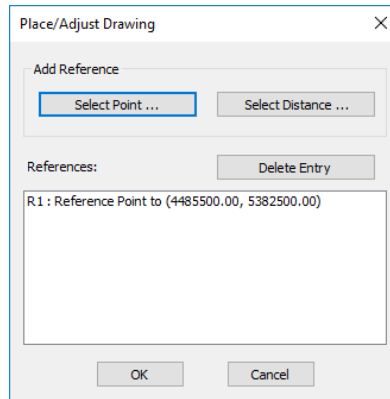 Place/Adjust Drawing
Add Reference
Select Point ...
Select Distance ...
References:
Delete Entry
R1 : Reference Point to (4485500.00, 5382500.00)
OK
Cancel